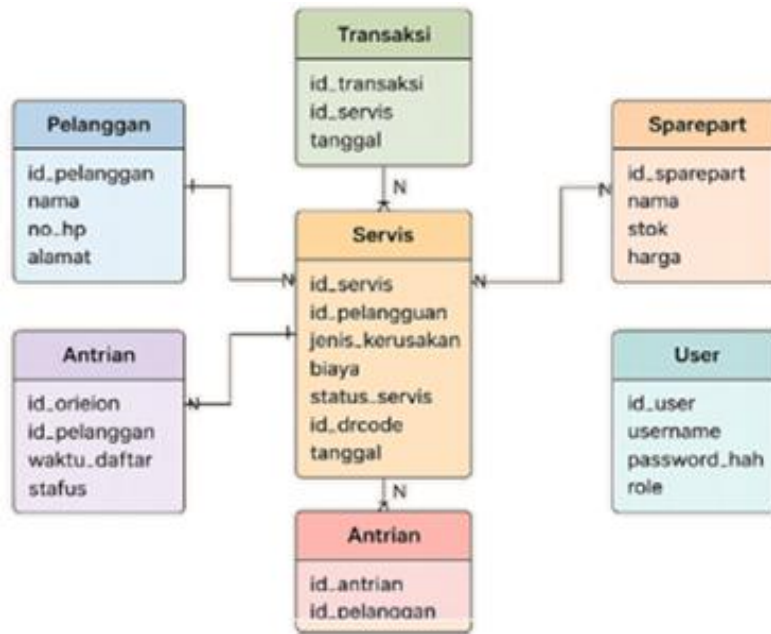 Transaksi
id_transaksi
id_servis
tanggal
N
Pelanggan
id_pelanggan
nama
no_hp
alamat
Sparepart
id_sparepart
nama
stok
harga
N
N
N
Servis
id_servis
id_pelangguan
jenis_kerusakan
biaya
status_servis
id_drcode
tanggal
N
Antrian
id_orieion
id_pelanggan
waktu_daftar
stafus
N
User
id_user
username
password_hah
role
Antrian
id_antrian
id_pelanggan